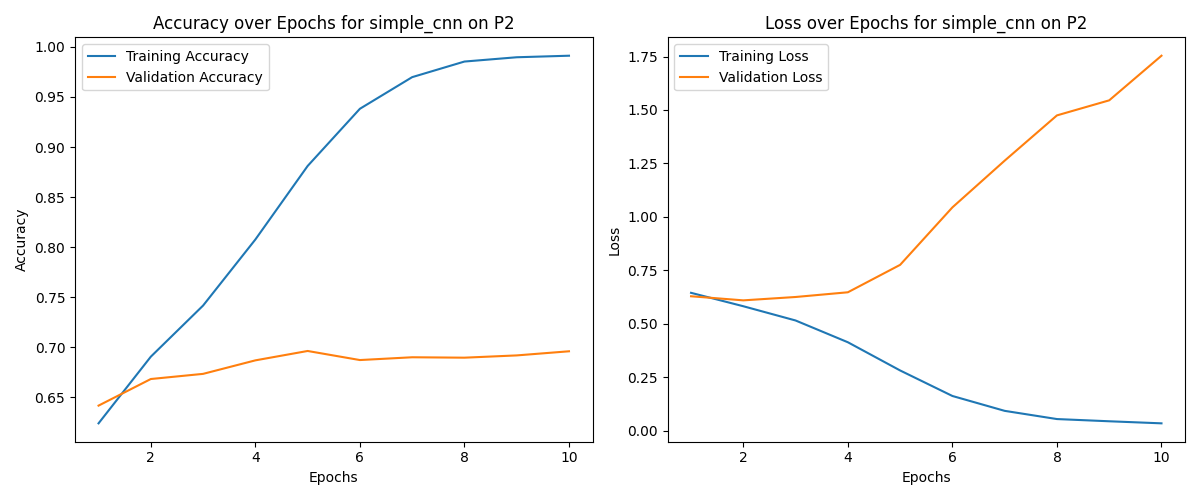 Accuracy over Epochs for simple_cnn on P2
Training Accuracy
Validation Accuracy
1.00
0.95
0.90
0.85
0.80
0.75
0.70
0.65
Accuracy
2 4 6 8 10
Epochs
Loss over Epochs for simple_cnn on P2
Training Loss
Validation Loss
1.75
1.50
1.25
1.00
0.75
0.50
0.25
0.00
Loss
2 4 6 8 10
Epochs